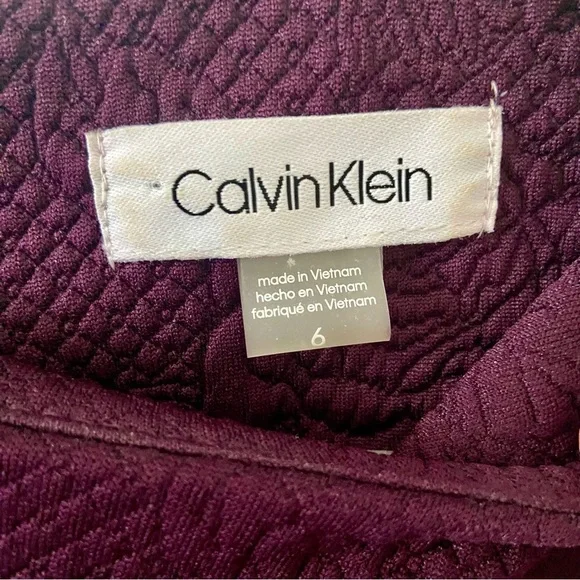 Calvin Klein
made in Vietnam
hecho en Vietnam
fabriqué en Vietnam
6